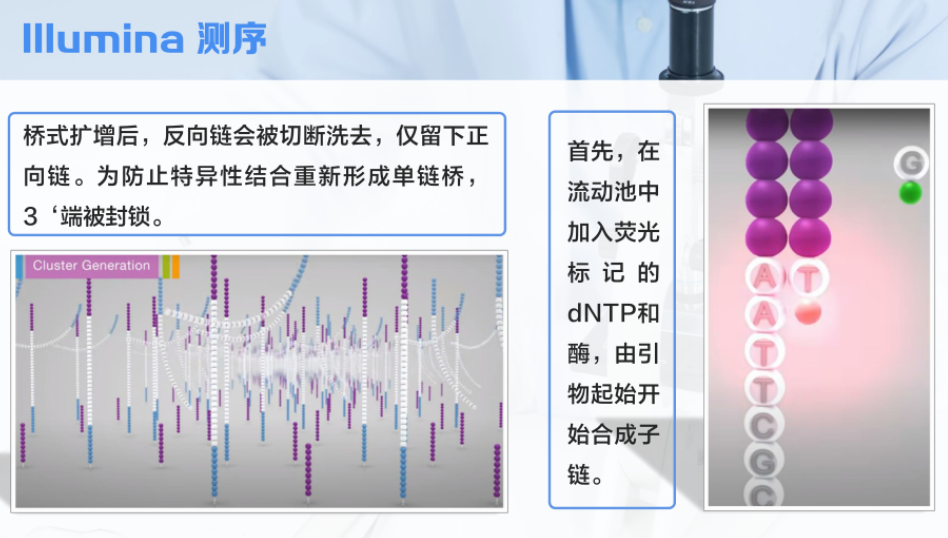 Illumina 测序
桥式扩增后，反向链会被切断洗去，仅留下正
向链。为防止特异性结合重新形成单链桥，
3‘端被封锁。
Cluster Generation
首先，在
流动池中
加入荧光
标记的
dNTP和
酶，由引
物起始开
始合成子
链。
G
A T
A
T
T
C
G
C